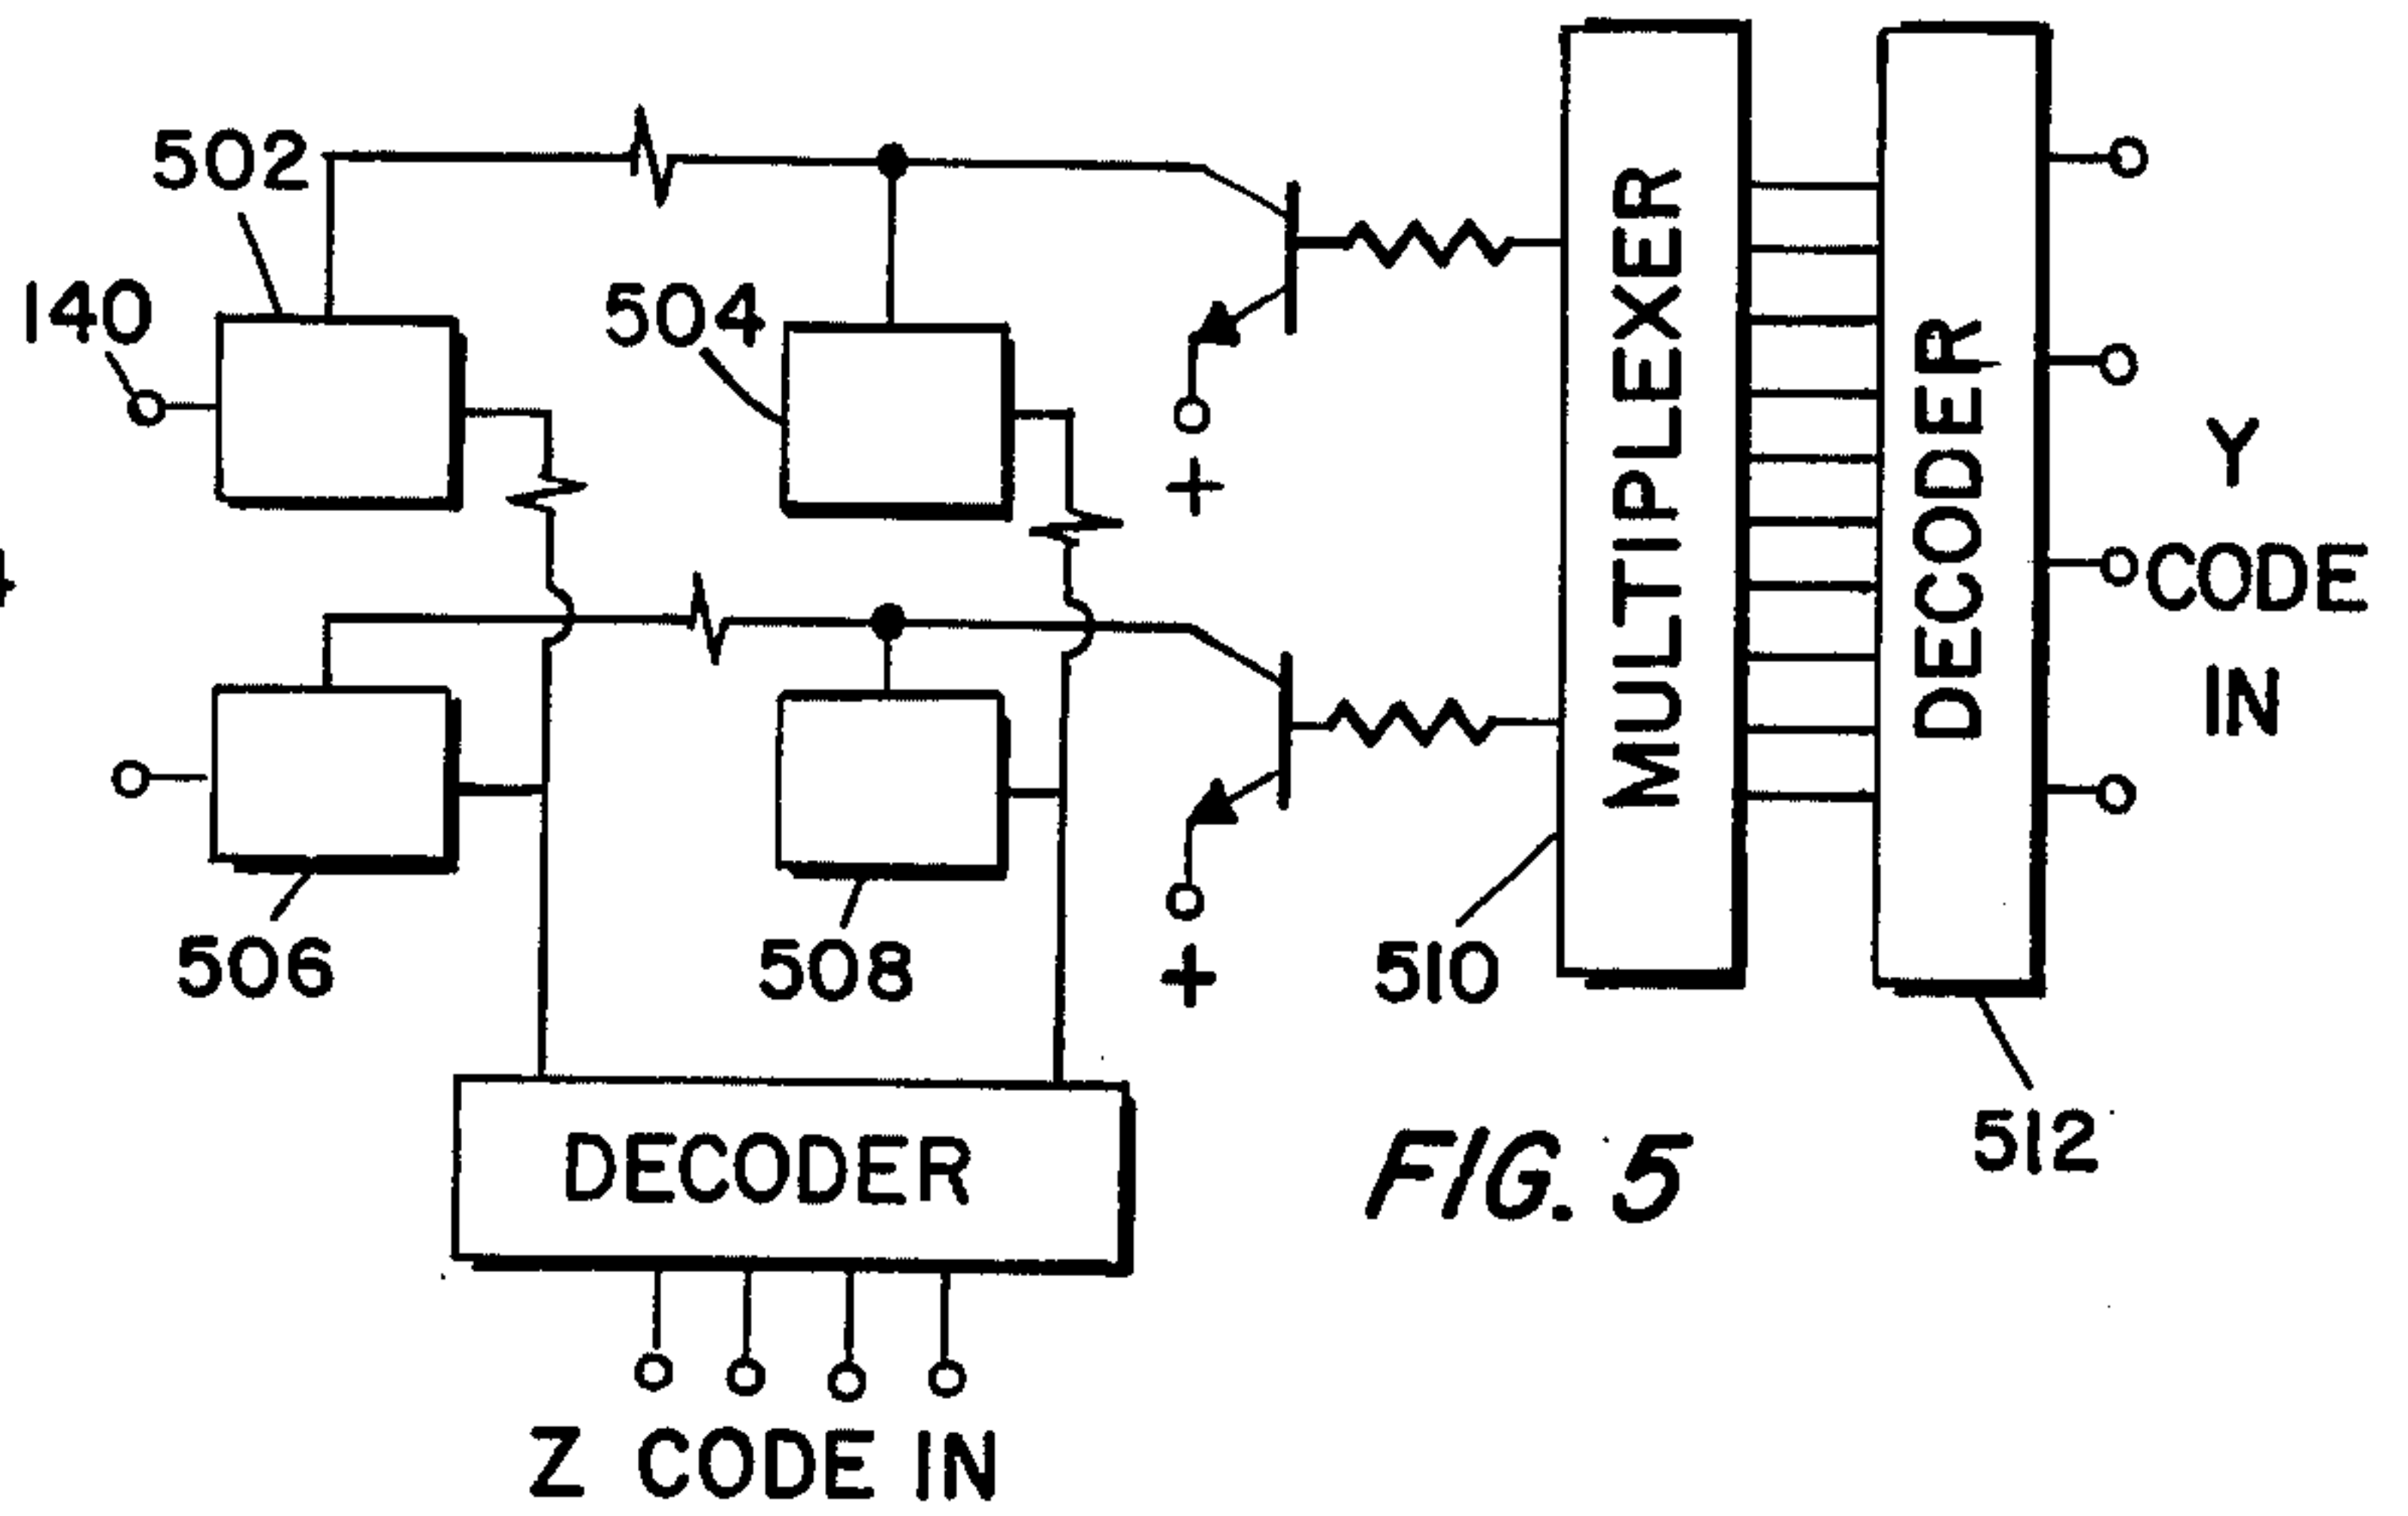 502
140
504
+
MULTIPLEXER
DECODER
Y
CODE
IN
506
508
+
510
512
DECODER
FIG. 5
Z CODE IN